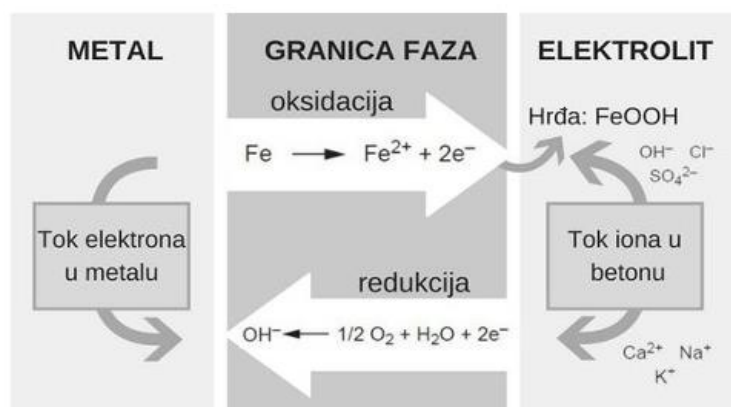 METAL
GRANICA FAZA
ELEKTROLIT
oksidacija
Fe ⟶ Fe²⁺ + 2e⁻
Hrđa: FeOOH
OH⁻ Cl⁻
SO₄²⁻
Tok elektrona
u metalu
Tok iona u
betonu
redukcija
OH⁻ ⟵ 1/2 O₂ + H₂O + 2e⁻
Ca²⁺ Na⁺
K⁺